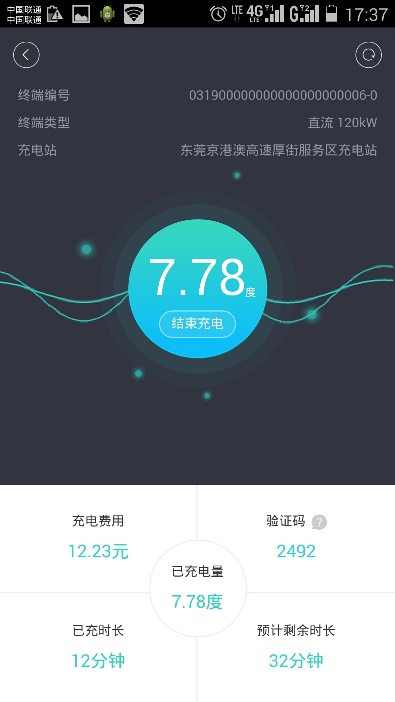 中国联通
中国联通
LTE 4G 1 G 2 17:37
终端编号 031900000000000000000006-0
终端类型 直流 120kW
充电站 东莞京港澳高速厚街服务区充电站
7.78度
结束充电
充电费用
12.23元
验证码 ?
2492
已充电量
7.78度
已充时长
12分钟
预计剩余时长
32分钟